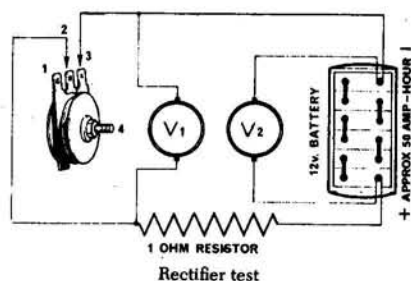 2
3
1
4
V1
V2
12v. BATTERY
+ APPROX 50 AMP-HOUR -
1 OHM RESISTOR
Rectifier test